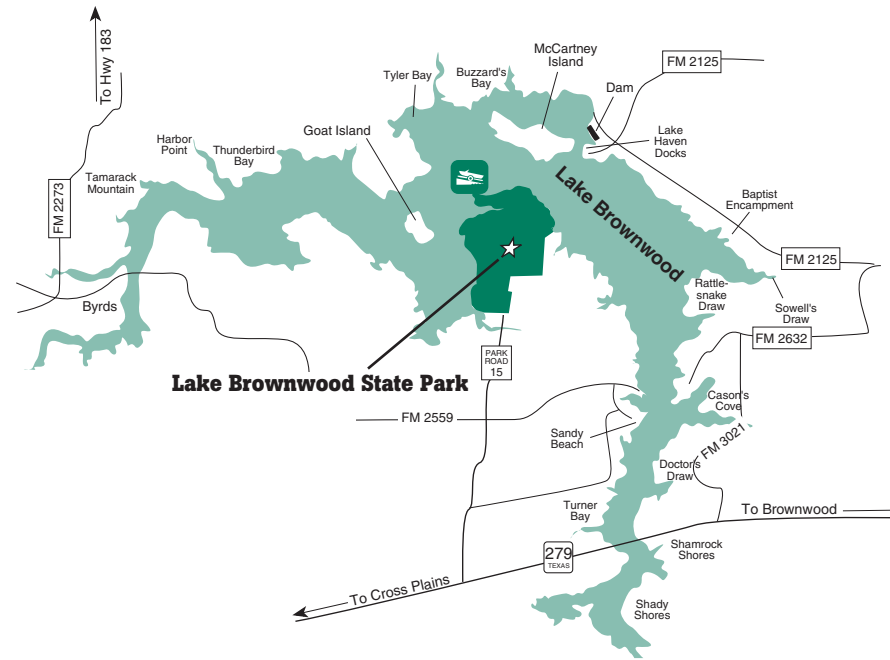 To Hwy 183
McCartney
Island
FM 2125
Buzzard's
Bay
Tyler Bay
Dam
Goat Island
Lake
Haven
Docks
Harbor
Point
Thunderbird
Bay
Tamarack
Mountain
FM 2273
Lake Brownwood
Baptist
Encampment
FM 2125
Rattle-
snake
Draw
Sowell's
Draw
Byrds
FM 2632
PARK
ROAD
15
Lake Brownwood State Park
Cason's
Cove
FM 2559
Sandy
Beach
FM 3021
Doctor's
Draw
Turner
Bay
To Brownwood
279
TEXAS
Shamrock
Shores
To Cross Plains
Shady
Shores